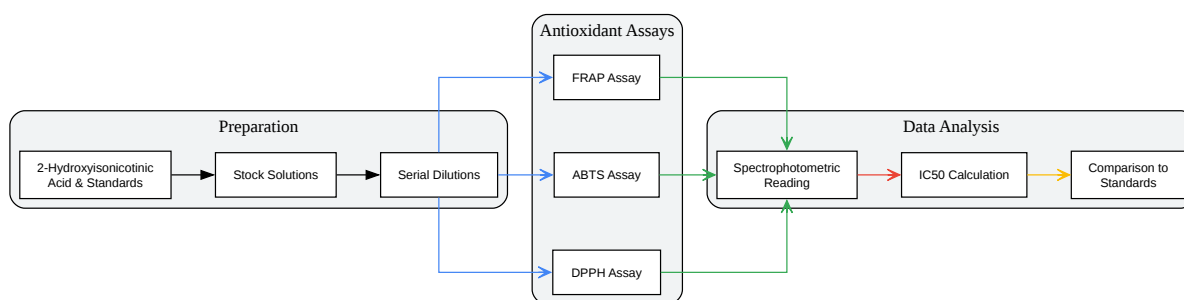 Preparation
2-Hydroxyisonicotinic
Acid & Standards
Stock Solutions
Serial Dilutions
Antioxidant Assays
FRAP Assay
ABTS Assay
DPPH Assay
Data Analysis
Spectrophotometric
Reading
IC50 Calculation
Comparison to
Standards